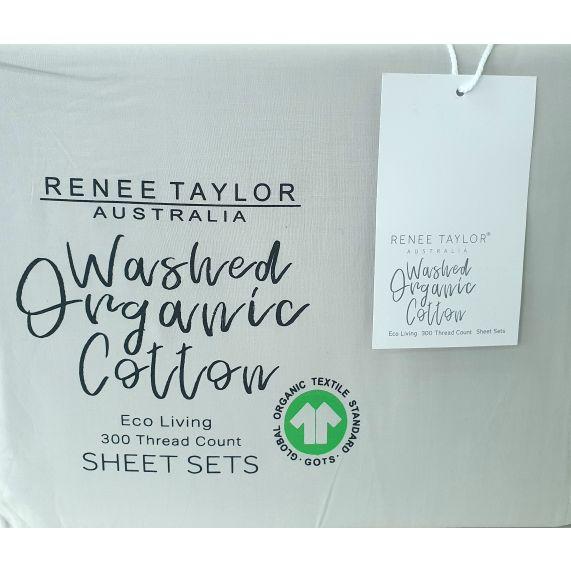 RENEE TAYLOR
AUSTRALIA
Washed
Organic
Cotton
Eco Living
300 Thread Count
SHEET SETS
GLOBAL ORGANIC TEXTILE STANDARD
· GOTS ·
RENEE TAYLOR®
AUSTRALIA
Washed
Organic
Cotton
Eco Living 300 Thread Count Sheet Sets